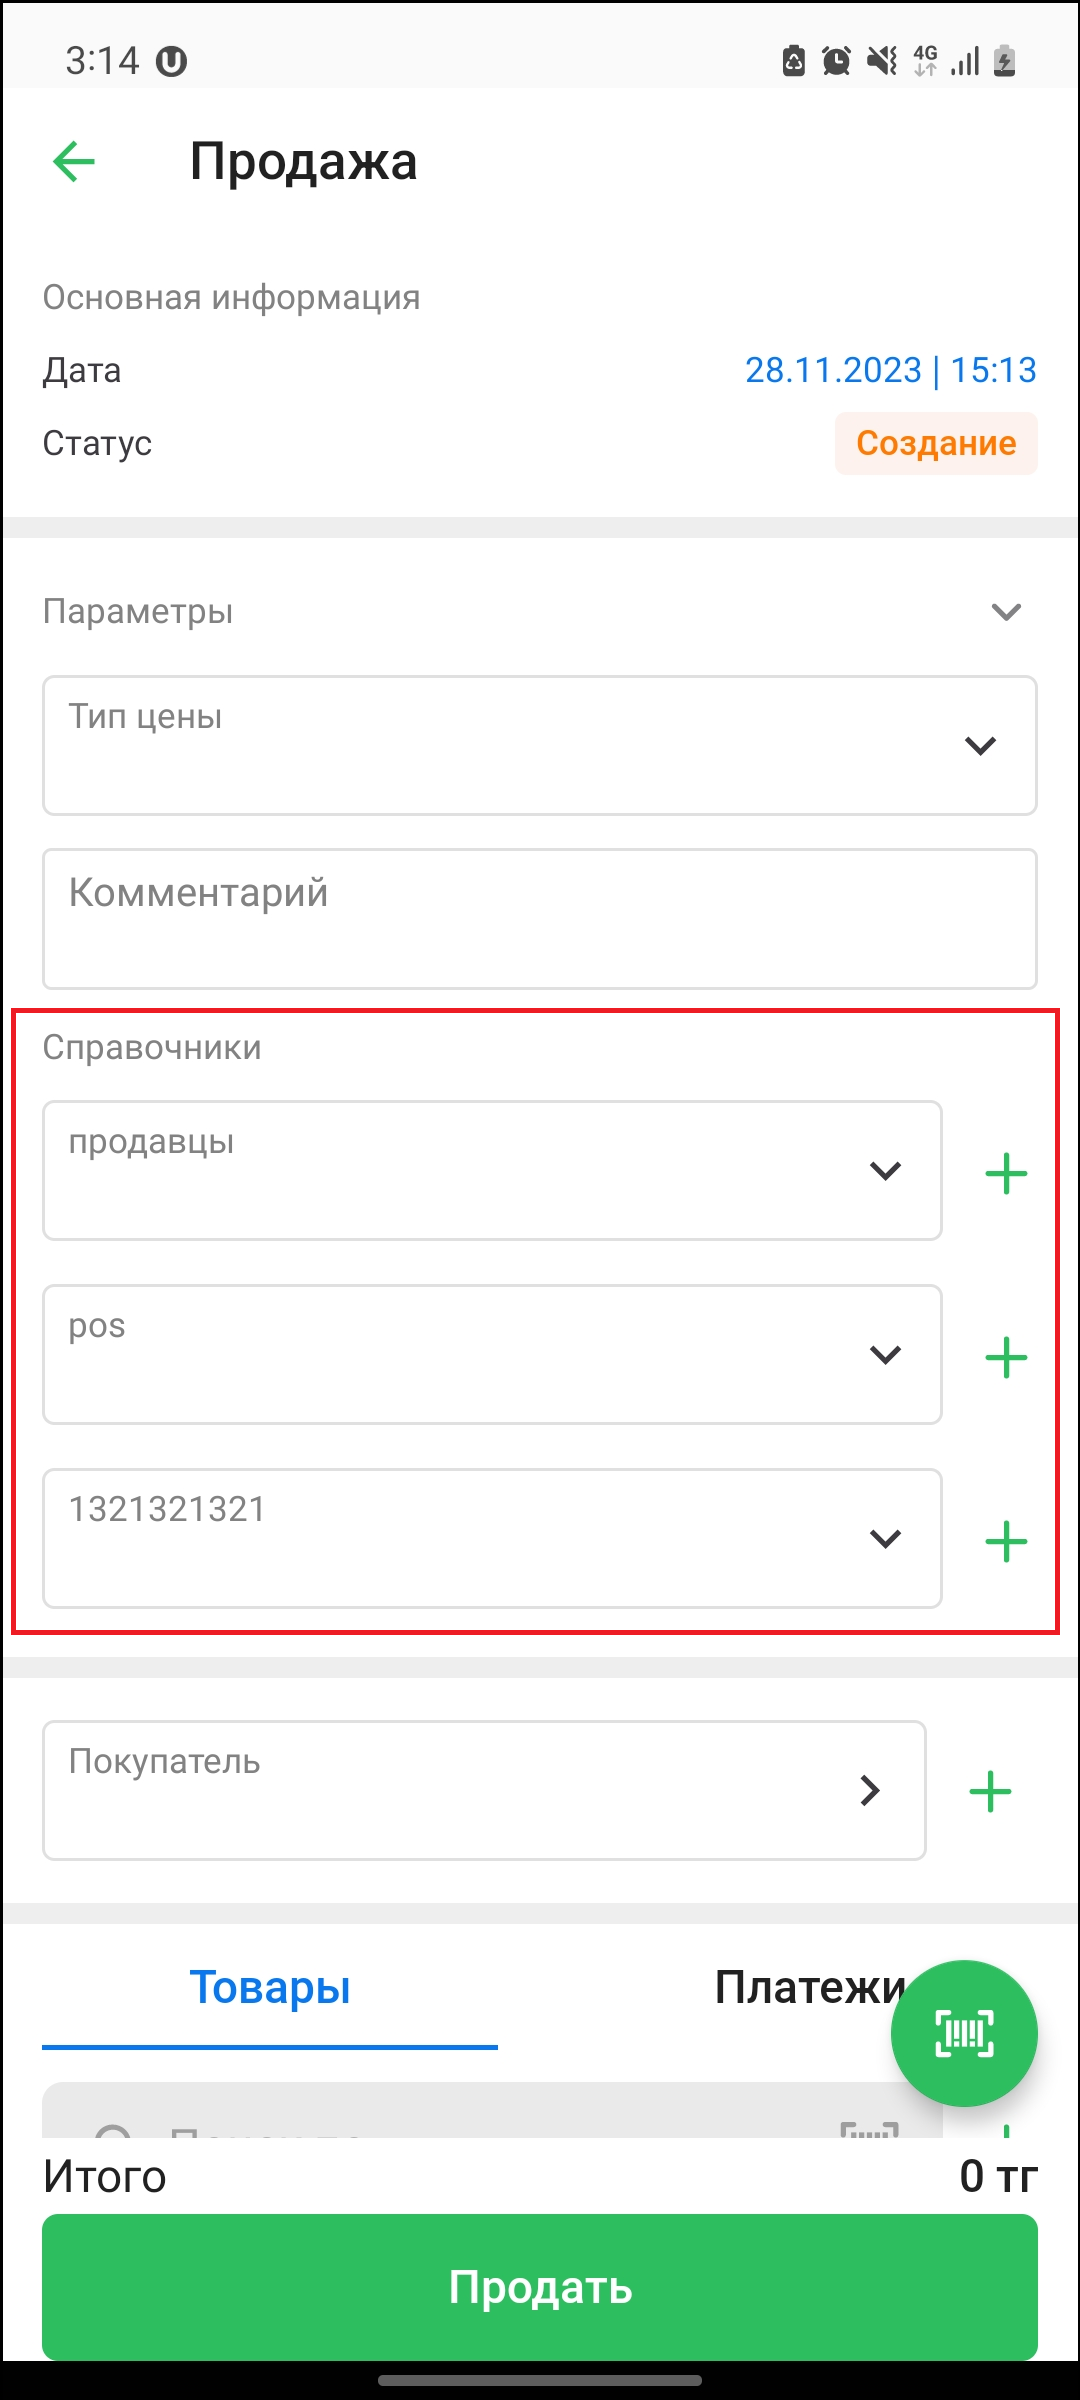 3:14
4G
Продажа
Основная информация
Дата
28.11.2023 | 15:13
Статус
Создание
Параметры
Тип цены
Комментарий
Справочники
продавцы
pos
1321321321
Покупатель
Товары
Платежи
Итого
0 тг
Продать